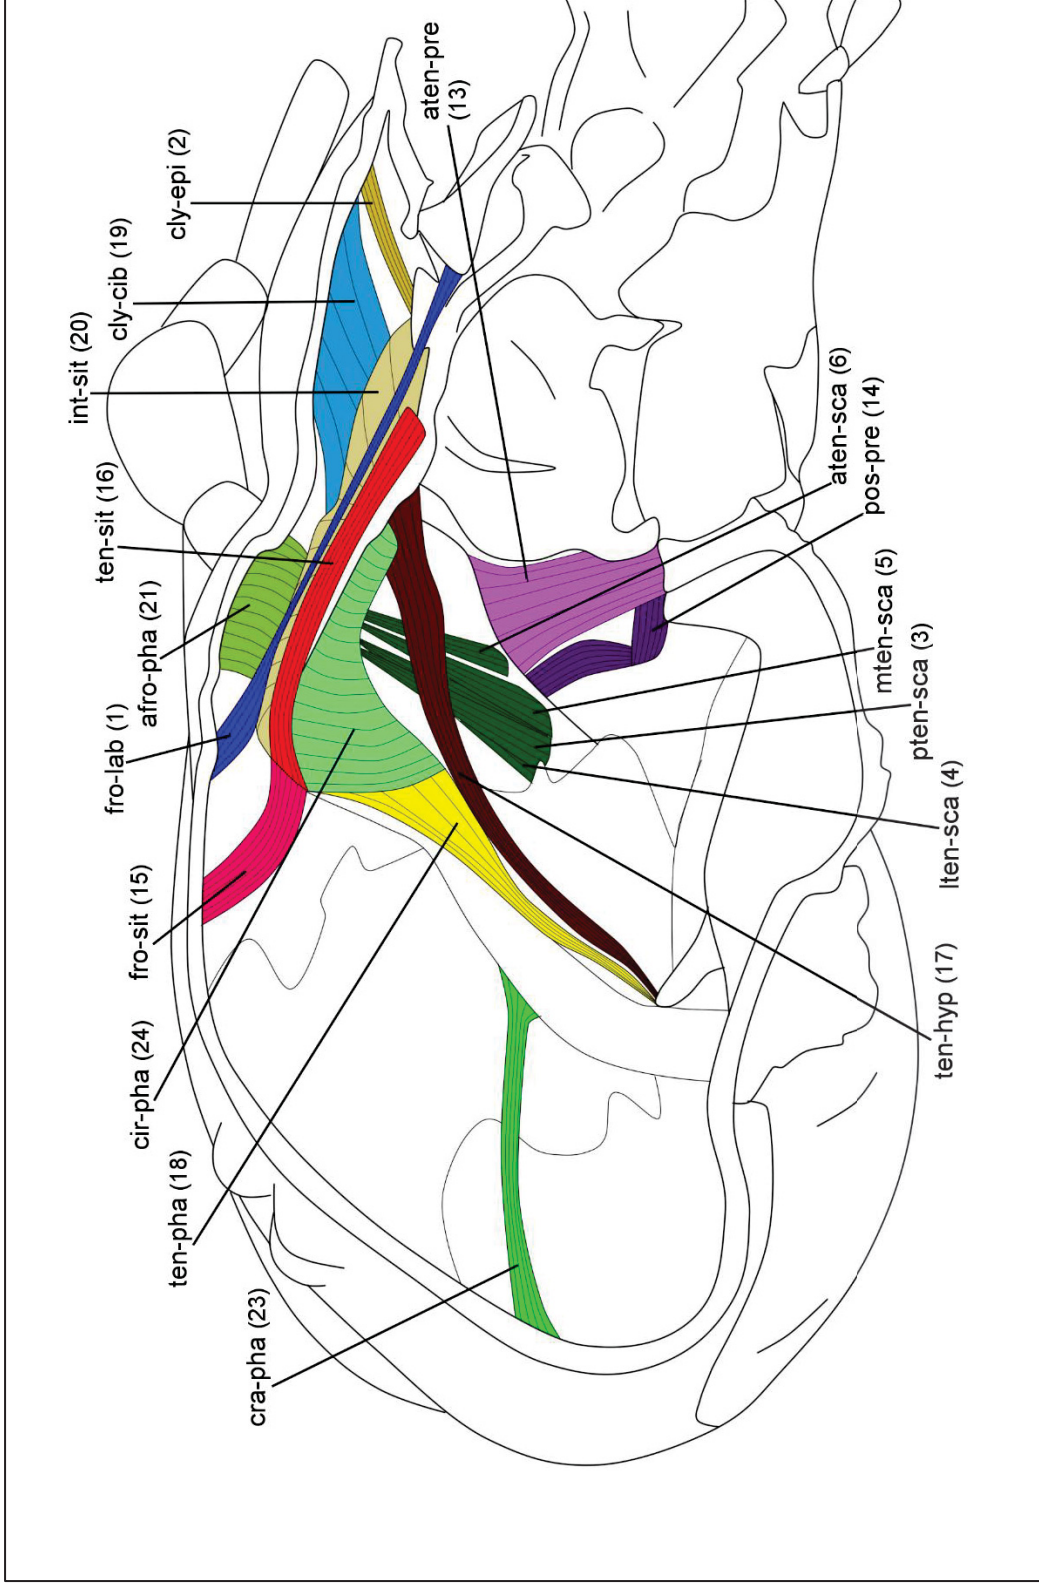 cra-pha (23)
ten-pha (18)
cir-pha (24)
fro-sit (15)
fro-lab (1)
afro-pha (21)
ten-sit (16)
int-sit (20)
cly-cib (19)
cly-epi (2)
aten-pre
(13)
aten-sca (6)
pos-pre (14)
mten-sca (5)
pten-sca (3)
lten-sca (4)
ten-hyp (17)